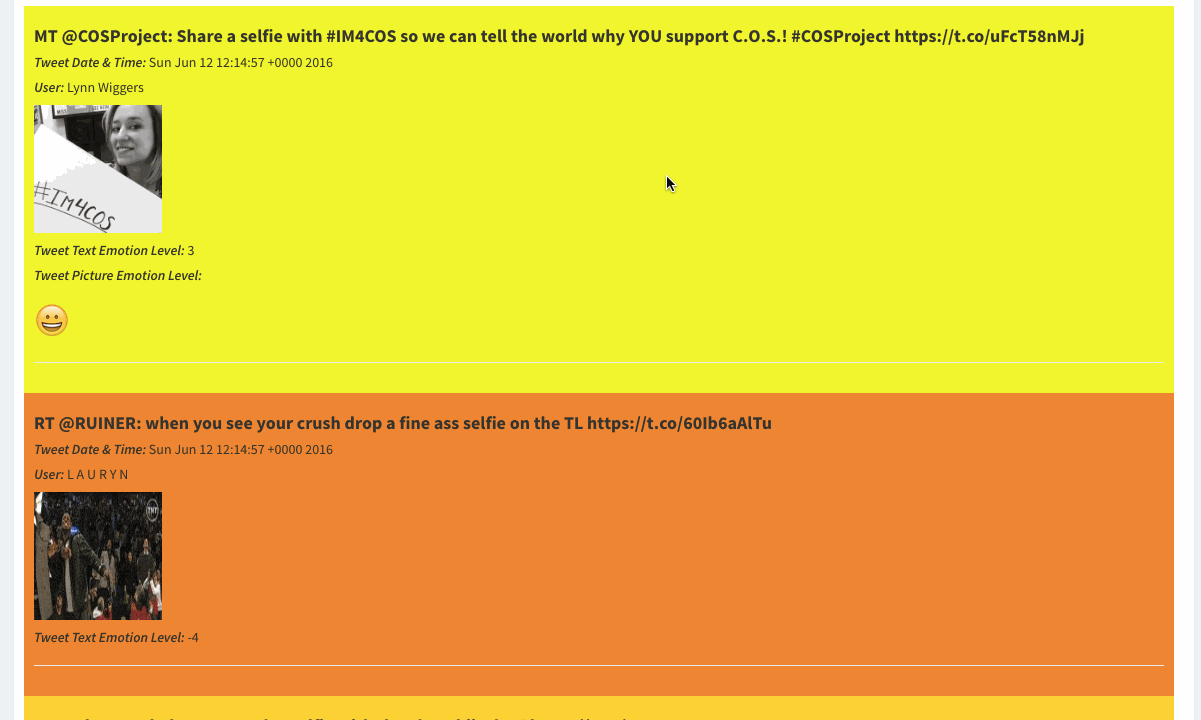 MT @COSProject: Share a selfie with #IM4COS so we can tell the world why YOU support C.O.S.! #COSProject https://t.co/uFcT58nMJj
Tweet Date & Time: Sun Jun 12 12:14:57 +0000 2016
User: Lynn Wiggers
#IM4COS
Tweet Text Emotion Level: 3
Tweet Picture Emotion Level:
RT @RUINER: when you see your crush drop a fine ass selfie on the TL https://t.co/60Ib6aAlTu
Tweet Date & Time: Sun Jun 12 12:14:57 +0000 2016
User: L A U R Y N
TNT
Tweet Text Emotion Level: -4